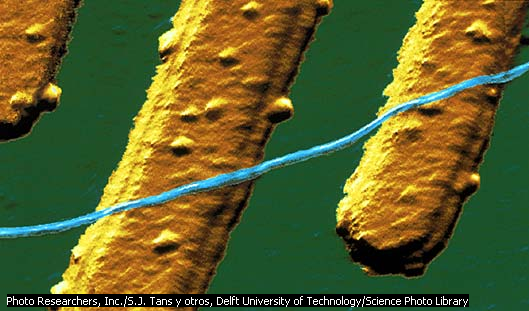 Photo Researchers, Inc./S.J. Tans y otros, Delft University of Technology/Science Photo Library